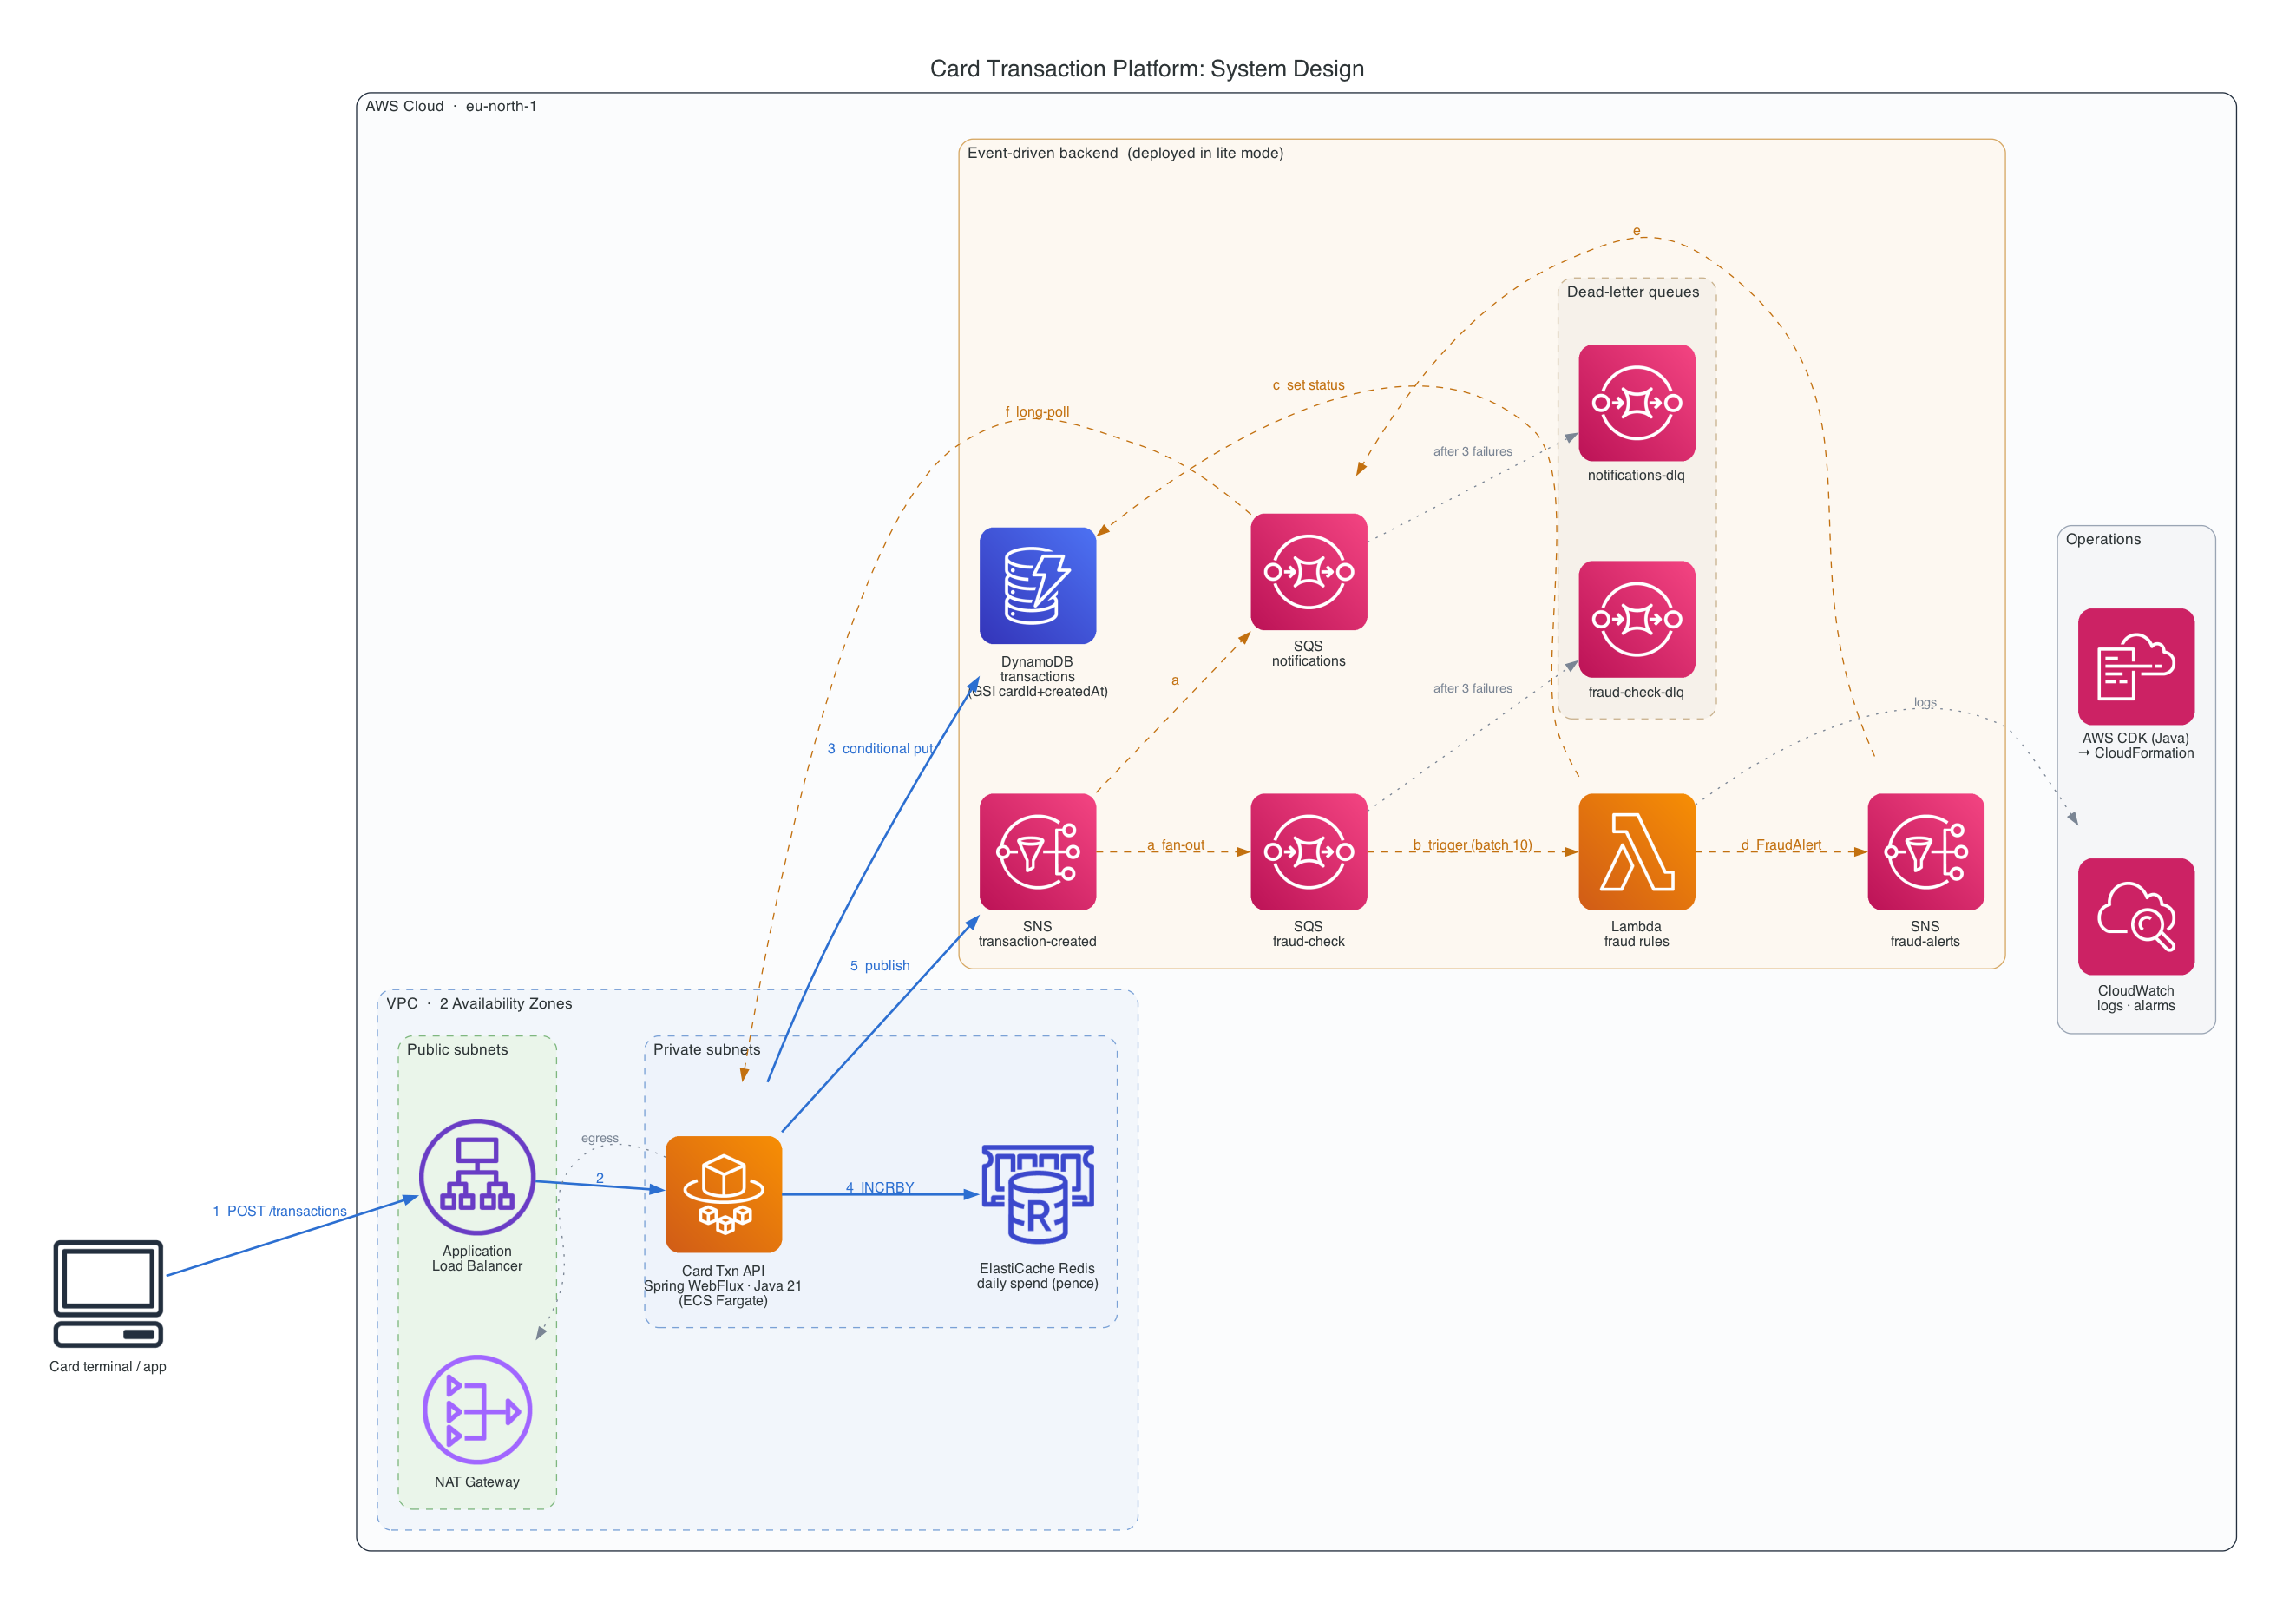 Card Transaction Platform: System Design
AWS Cloud · eu-north-1
Event-driven backend (deployed in lite mode)
e
Dead-letter queues
c set status
f long-poll
after 3 failures
notifications-dlq
Operations
SQS
notifications
DynamoDB
transactions
(GSI cardId+createdAt)
a
after 3 failures
fraud-check-dlq
logs
AWS CDK (Java)
→ CloudFormation
3 conditional put
a fan-out
b trigger (batch 10)
d FraudAlert
SNS
transaction-created
SQS
fraud-check
Lambda
fraud rules
SNS
fraud-alerts
5 publish
CloudWatch
logs · alarms
VPC · 2 Availability Zones
Public subnets
Private subnets
egress
2
4 INCRBY
R
1 POST /transactions
Application
Load Balancer
Card Txn API
Spring WebFlux · Java 21
(ECS Fargate)
ElastiCache Redis
daily spend (pence)
Card terminal / app
NAT Gateway